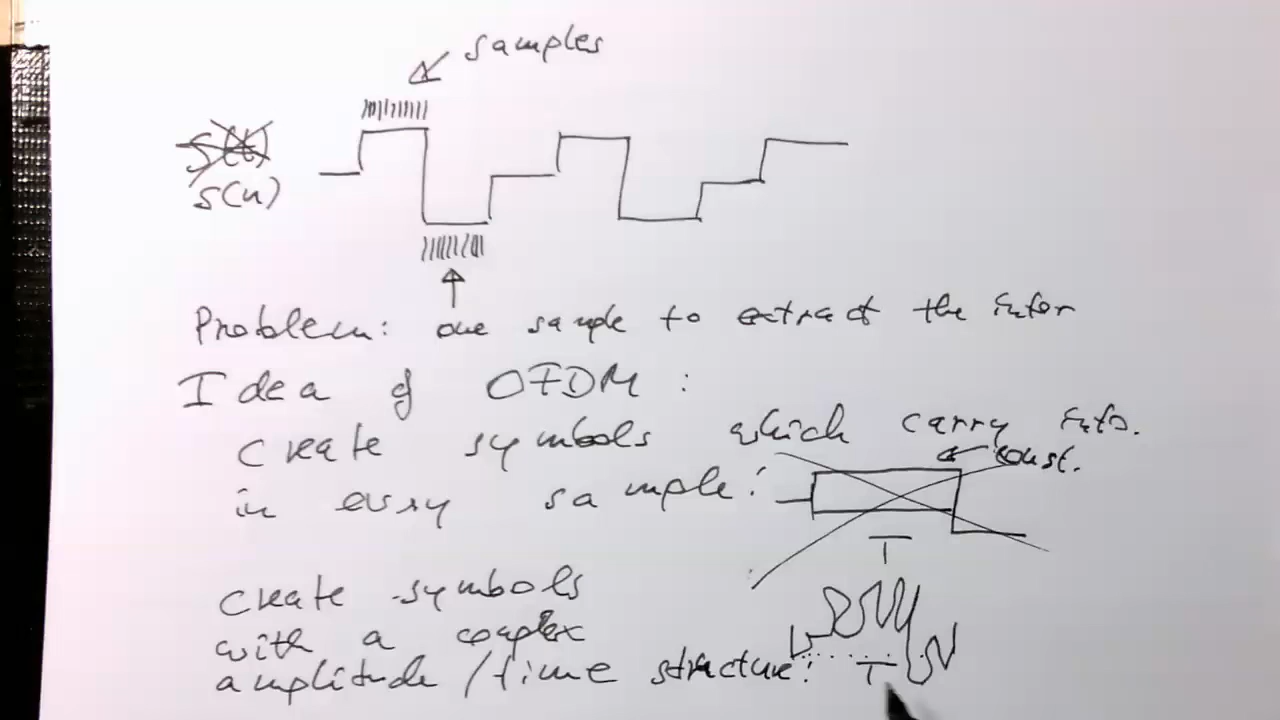 samples
s(t)
s(n)
Problem: one sample to extract the infor
Idea of OFDM:
create symbols which carry info.
const.
in every sample!
T
create symbols
with a complex
amplitude/time structure! T